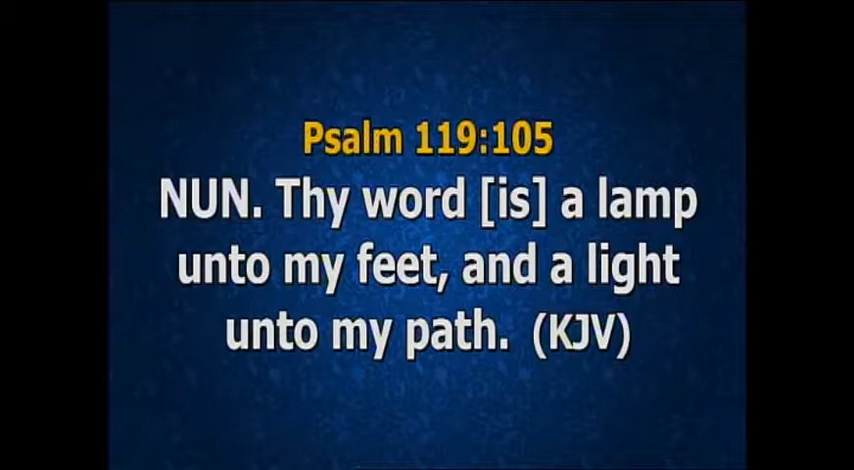 Psalm 119:105
NUN. Thy word [is] a lamp
unto my feet, and a light
unto my path. (KJV)